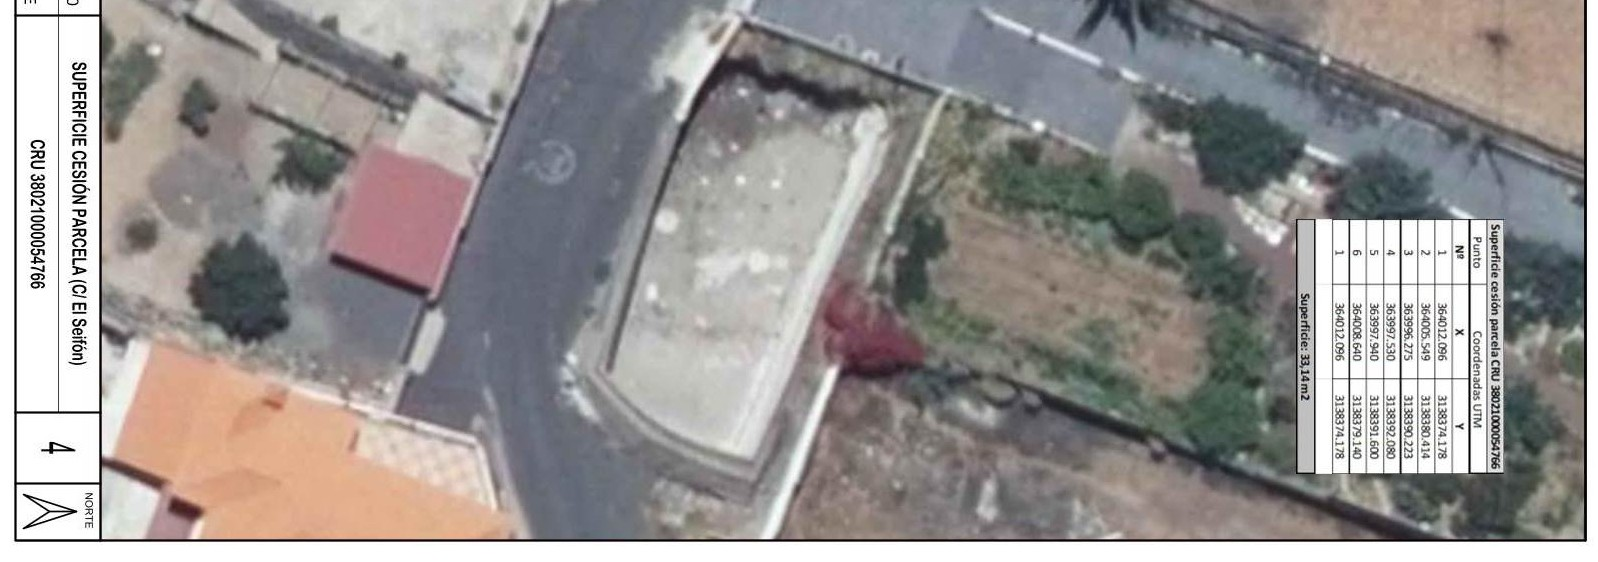 SUPERFICIE CESIÓN PARCELA (C/ El Seifón)
CRU 38021000054766
4
NORTE
Superficie cesión parcela CRU 38021000054766
Punto Coordenadas UTM
Nº X Y
1 364012.096 3138374.178
2 364005.549 3138380.414
3 363996.275 3138390.223
4 363997.530 3138392.080
5 363997.940 3138391.600
6 364008.640 3138379.140
1 364012.096 3138374.178
Superficie: 33,14 m2